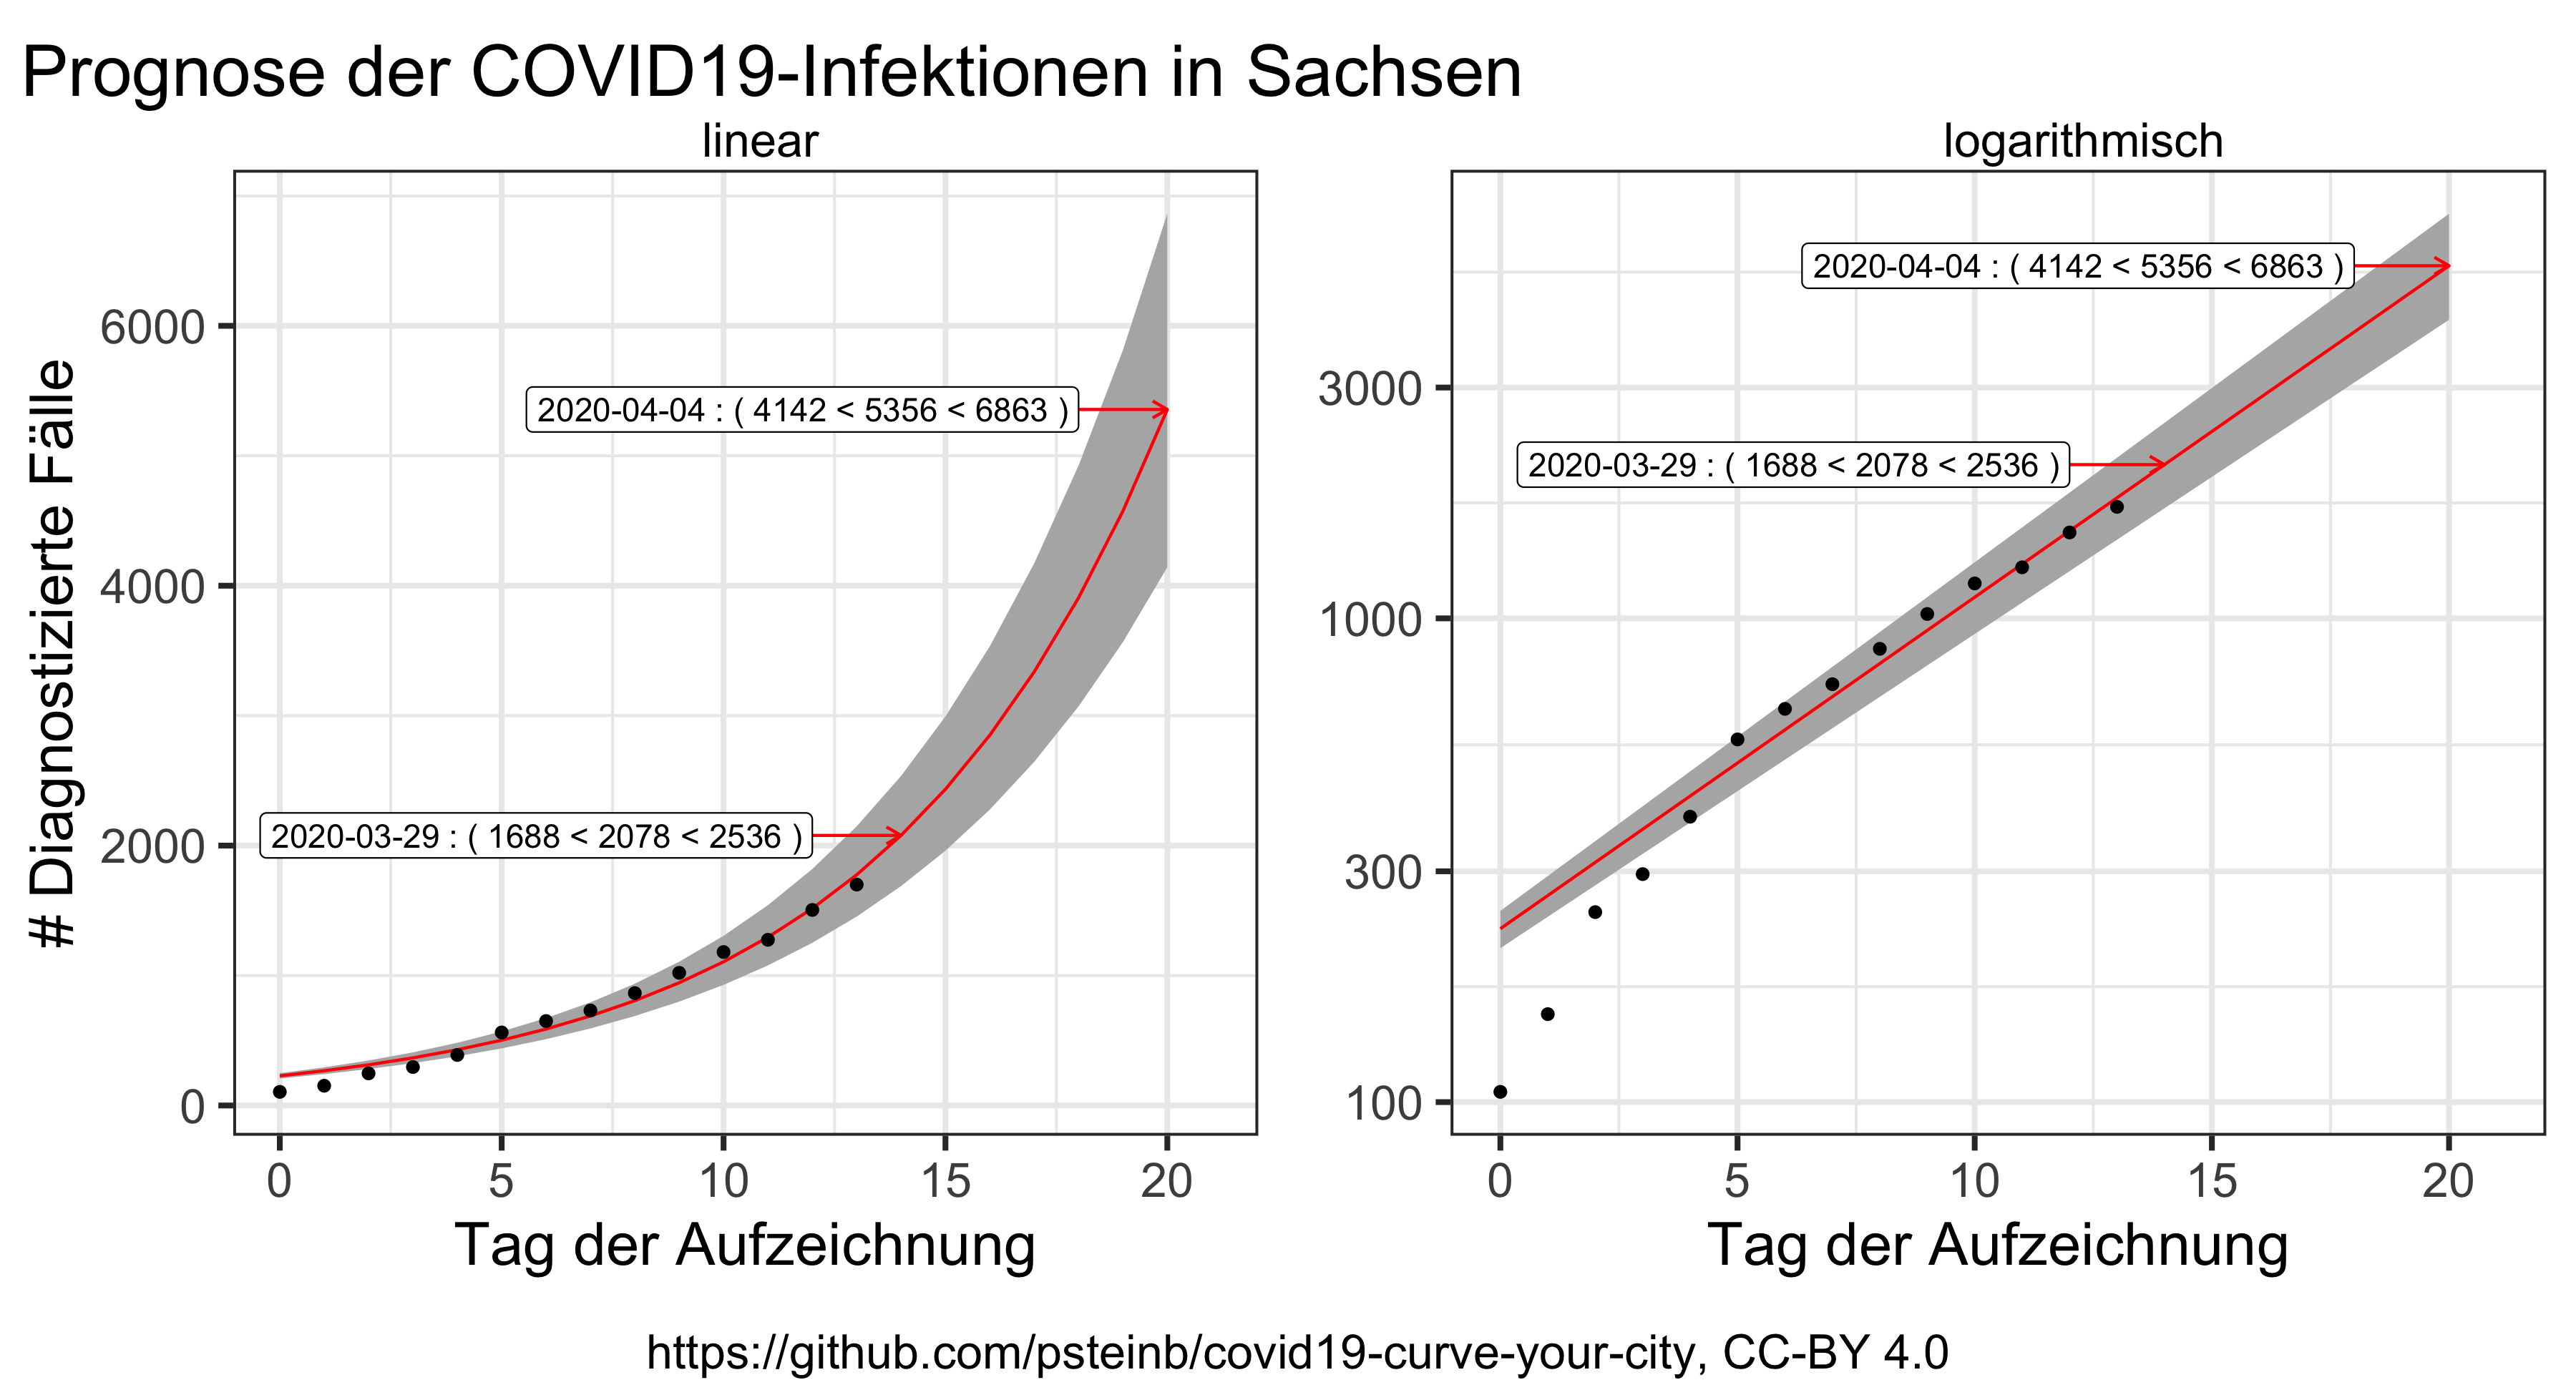 Prognose der COVID19-Infektionen in Sachsen
linear
# Diagnostizierte Fälle
6000
4000
2000
0
2020-04-04 : ( 4142 < 5356 < 6863 )
2020-03-29 : ( 1688 < 2078 < 2536 )
0 5 10 15 20
Tag der Aufzeichnung
logarithmisch
3000
1000
300
100
2020-04-04 : ( 4142 < 5356 < 6863 )
2020-03-29 : ( 1688 < 2078 < 2536 )
0 5 10 15 20
Tag der Aufzeichnung
https://github.com/psteinb/covid19-curve-your-city, CC-BY 4.0